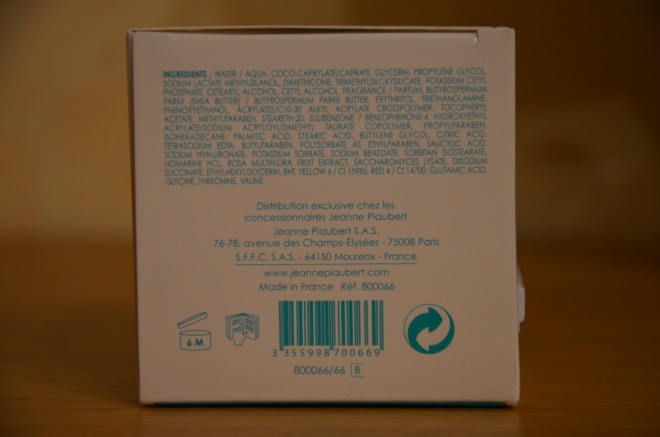 INGREDIENTS : WATER / AQUA, COCO-CAPRYLATE/CAPRATE, GLYCERIN, PROPYLENE GLYCOL,
SODIUM LACTATE METHYLSILANOL, DIMETHICONE, TRIMETHYLSILOXYSILICATE, POTASSIUM CETYL
PHOSPHATE, CETEARYL ALCOHOL, CETYL ALCOHOL, FRAGRANCE / PARFUM, BUTYROSPERMUM
PARKII (SHEA BUTTER) / BUTYROSPERMUM PARKII BUTTER, ERYTHRITOL, TRIETHANOLAMINE,
PHENOXYETHANOL, ACRYLATES/C10-30 ALKYL ACRYLATE CROSSPOLYMER, TOCOPHERYL
ACETATE, METHYLPARABEN, STEARETH-20, SULIBENZONE / BENZOPHENONE-4, HYDROXYETHYL
ACRYLATE/SODIUM ACRYLOYLDIMETHYL TAURATE COPOLYMER, PROPYLPARABEN,
ISOHEXADECANE, PALMITIC ACID, STEARIC ACID, BUTYLENE GLYCOL, CITRIC ACID,
TETRASODIUM EDTA, BUTYLPARABEN, POLYSORBATE 60, ETHYLPARABEN, SALICYLIC ACID,
SODIUM HYALURONATE, POTASSIUM SORBATE, SODIUM BENZOATE, SORBITAN ISOSTEARATE,
HOMARINE HCL, ROSA MULTIFLORA FRUIT EXTRACT, SACCHAROMYCES LYSATE, DISODIUM
SUCCINATE, ETHYLHEXYLGLYCERIN, BHT, YELLOW 6 / CI 15985, RED 4 / CI 14700, GLUTAMIC ACID,
GLYCINE, THREONINE, VALINE.
Distribution exclusive chez les
concessionnaires Jeanne Piaubert
Jeanne Piaubert S.A.S.
76-78, avenue des Champs-Élysées - 75008 Paris
S.F.F.C. S.A.S. - 64150 Mourenx - France
www.jeannepiaubert.com
Made in France Réf. 800066
6 M
3 355998 700669
800066/66 B